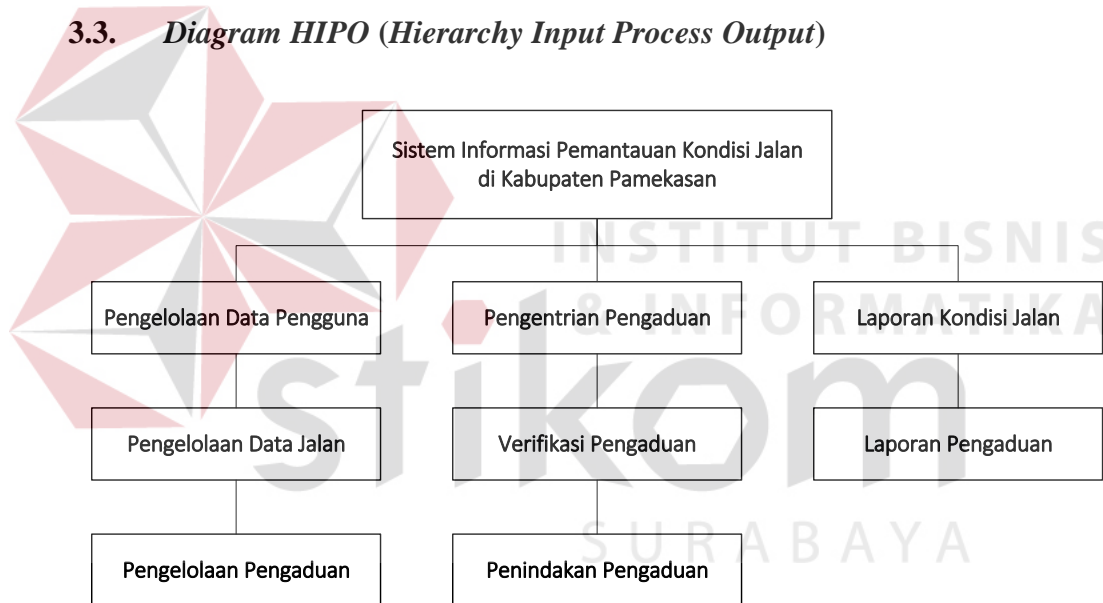 3.3. Diagram HIPO (Hierarchy Input Process Output)
Sistem Informasi Pemantauan Kondisi Jalan
di Kabupaten Pamekasan
INSTITUT BISNIS
& INFORMATIKA
stikom
SURABAYA
Pengelolaan Data Pengguna
Pengentrian Pengaduan
Laporan Kondisi Jalan
Pengelolaan Data Jalan
Verifikasi Pengaduan
Laporan Pengaduan
Pengelolaan Pengaduan
Penindakan Pengaduan